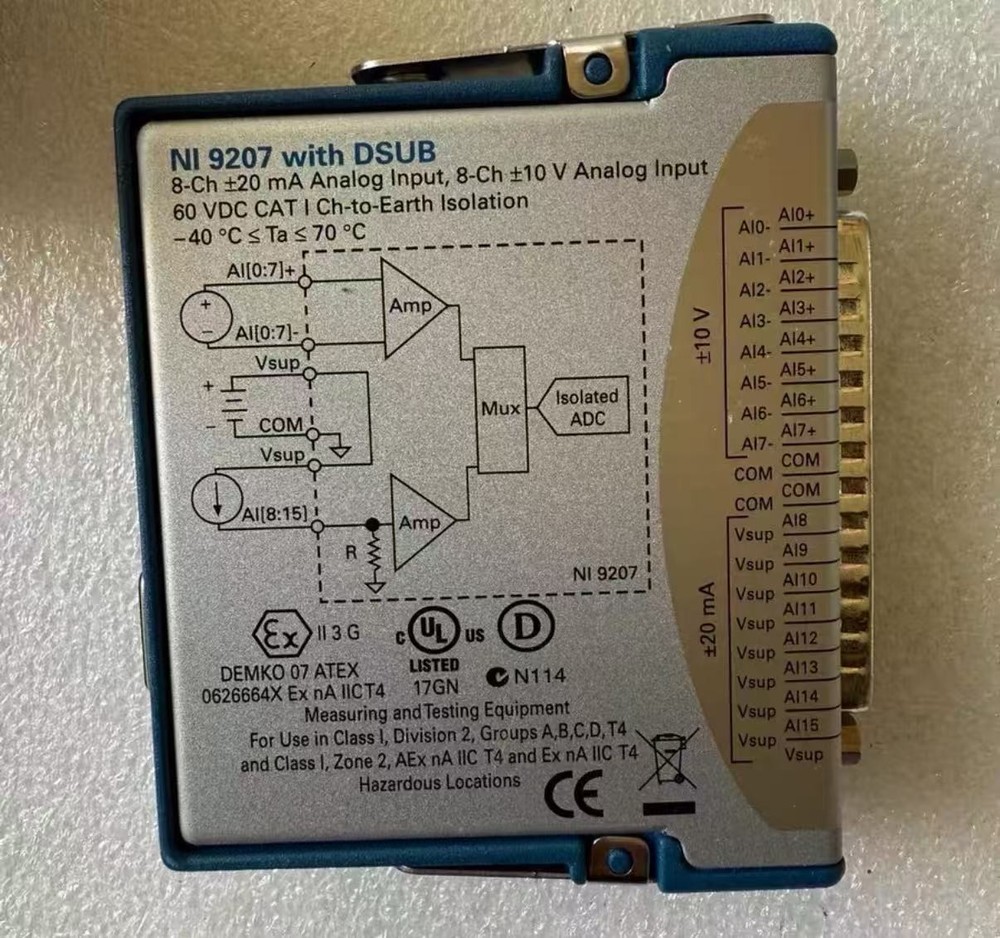 NI 9207 with DSUB
8-Ch ±20 mA Analog Input, 8-Ch ±10 V Analog Input
60 VDC CAT I Ch-to-Earth Isolation
−40 °C ≤ Ta ≤ 70 °C
AI[0:7]+
+
−
AI[0:7]-
Amp
Vsup
+
−
COM
Vsup
Mux
Isolated
ADC
AI[8:15]
Amp
R
NI 9207
±10 V
AI0+
AI0-
AI1+
AI1-
AI2+
AI2-
AI3+
AI3-
AI4+
AI4-
AI5+
AI5-
AI6+
AI6-
AI7+
AI7-
COM
COM
COM
COM
±20 mA
AI8
Vsup
AI9
Vsup
AI10
Vsup
AI11
Vsup
AI12
Vsup
AI13
Vsup
AI14
Vsup
AI15
Vsup
Vsup
Ex II 3 G
DEMKO 07 ATEX
0626664X Ex nA IICT4
c UL US
LISTED
17GN
D
C N114
Measuring and Testing Equipment
For Use in Class I, Division 2, Groups A,B,C,D, T4
and Class I, Zone 2, AEx nA IIC T4 and Ex nA IIC T4
Hazardous Locations
CE